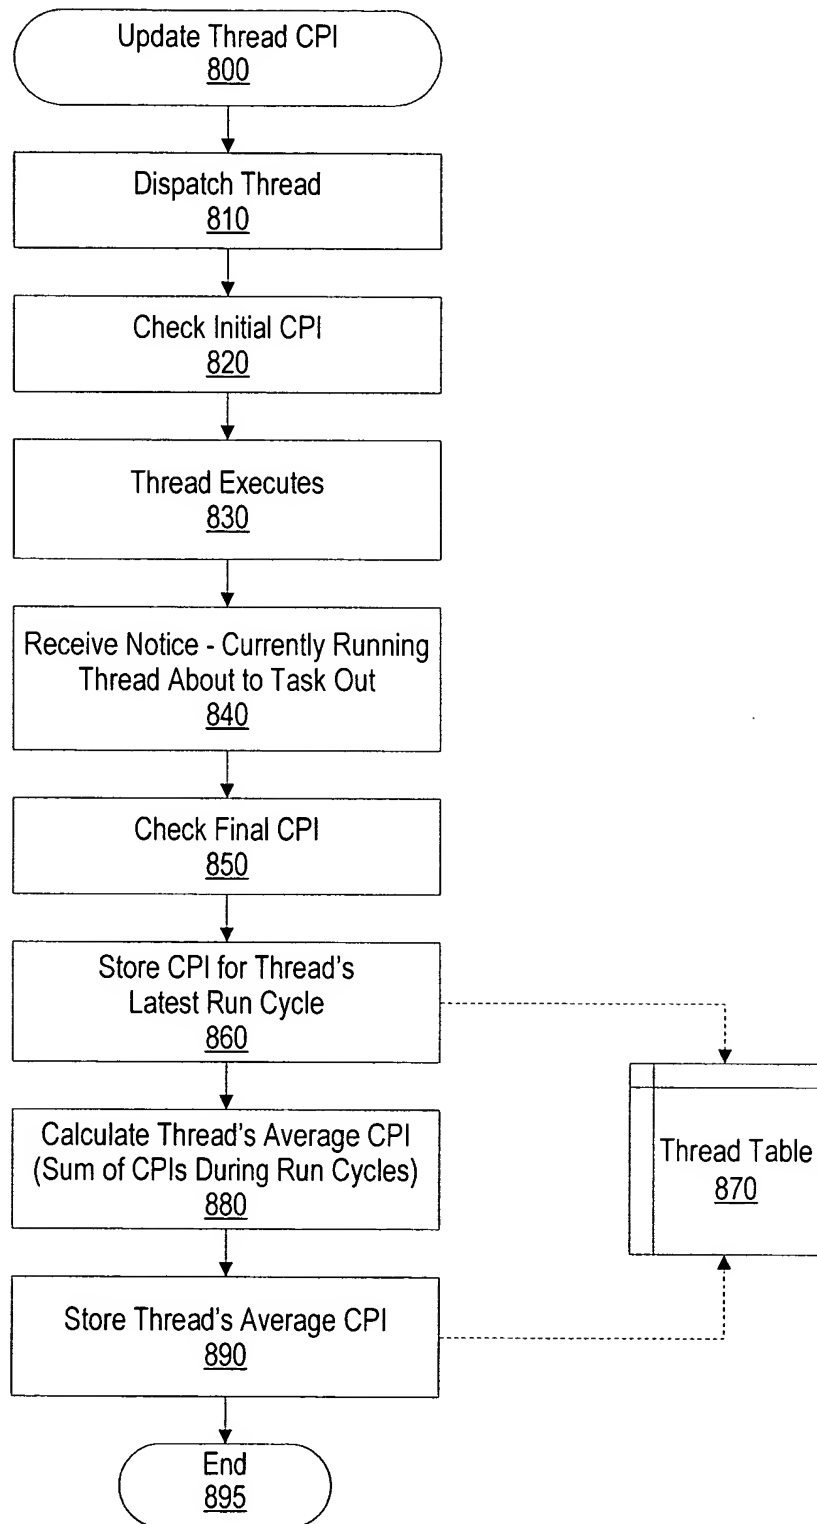 Update Thread CPI
800
Dispatch Thread
810
Check Initial CPI
820
Thread Executes
830
Receive Notice - Currently Running
Thread About to Task Out
840
Check Final CPI
850
Store CPI for Thread's
Latest Run Cycle
860
Thread Table
870
Calculate Thread's Average CPI
(Sum of CPIs During Run Cycles)
880
Store Thread's Average CPI
890
End
895